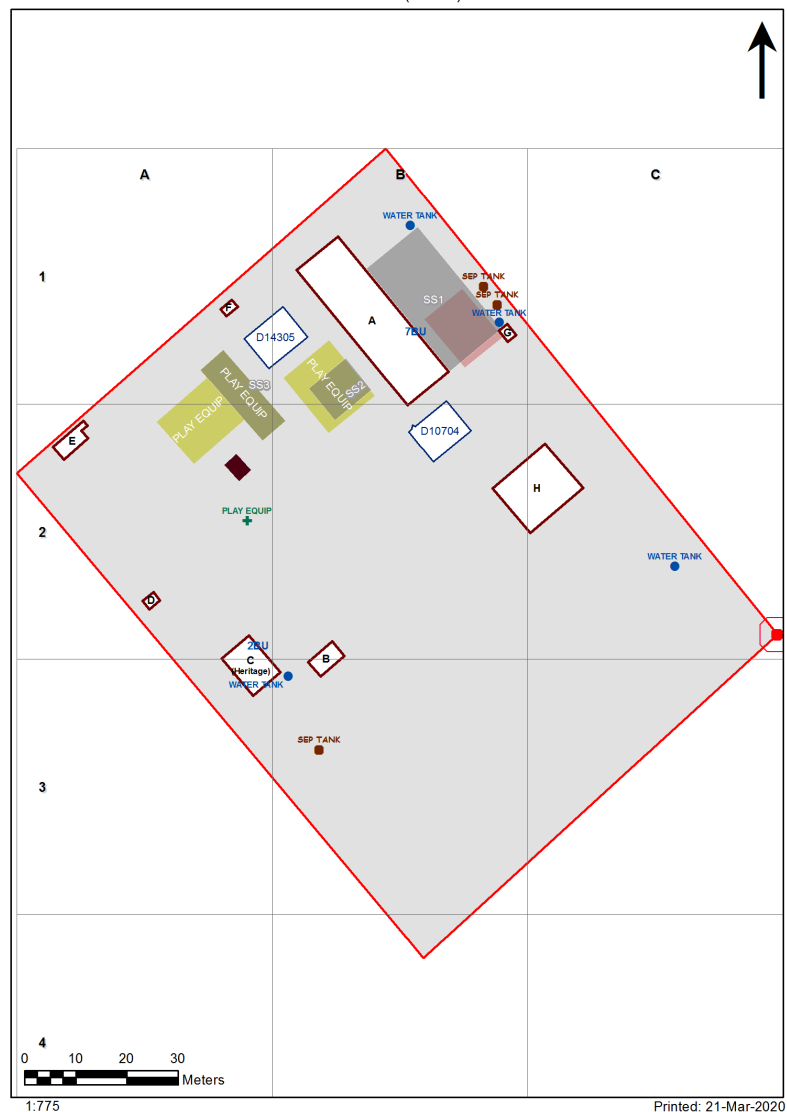 A
B
C
WATER TANK
1
SEP TANK
SS1
SEP TANK
F
WATER TANK
A
7BU
G
D14305
PLAY EQUIP
SS3
PLAY EQUIP
SS2
PLAY EQUIP
D10704
E
H
PLAY EQUIP
2
WATER TANK
D
2BU
C
(Heritage)
B
WATER TANK
SEP TANK
3
4
0 10 20 30
Meters
1:775
Printed: 21-Mar-2020